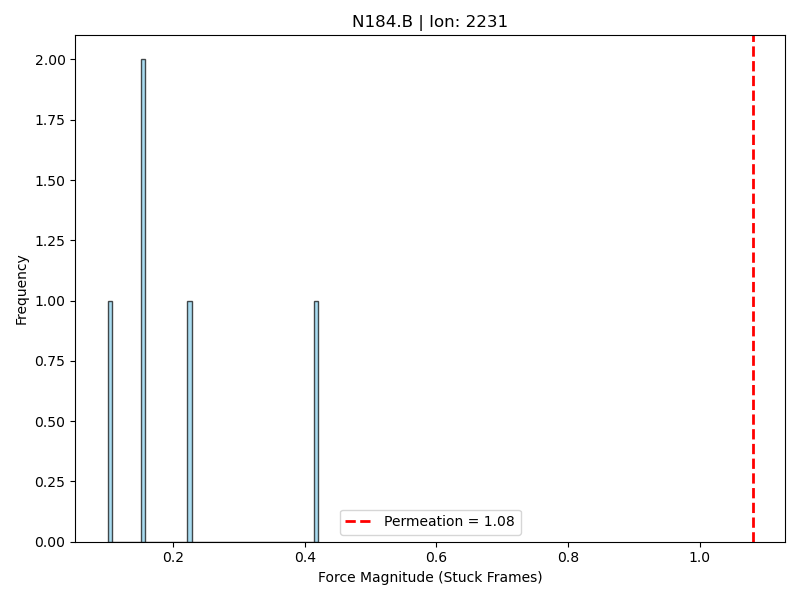 N184.B | Ion: 2231
Frequency
2.00
1.75
1.50
1.25
1.00
0.75
0.50
0.25
0.00
Permeation = 1.08
0.2 0.4 0.6 0.8 1.0
Force Magnitude (Stuck Frames)